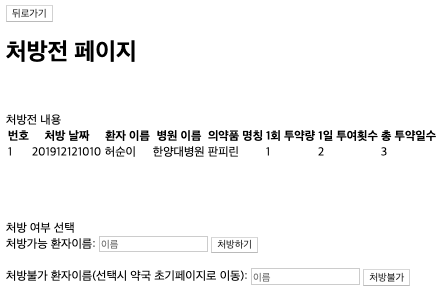 뒤로가기
처방전 페이지
처방전 내용
번호 처방 날짜 환자 이름 병원 이름 의약품 명칭 1회 투약량 1일 투여횟수 총 투약일수
1 201912121010 허순이 한양대병원 판피린 1 2 3
처방 여부 선택
처방가능 환자이름: 이름 처방하기
처방불가 환자이름(선택시 약국 초기페이지로 이동): 이름 처방불가